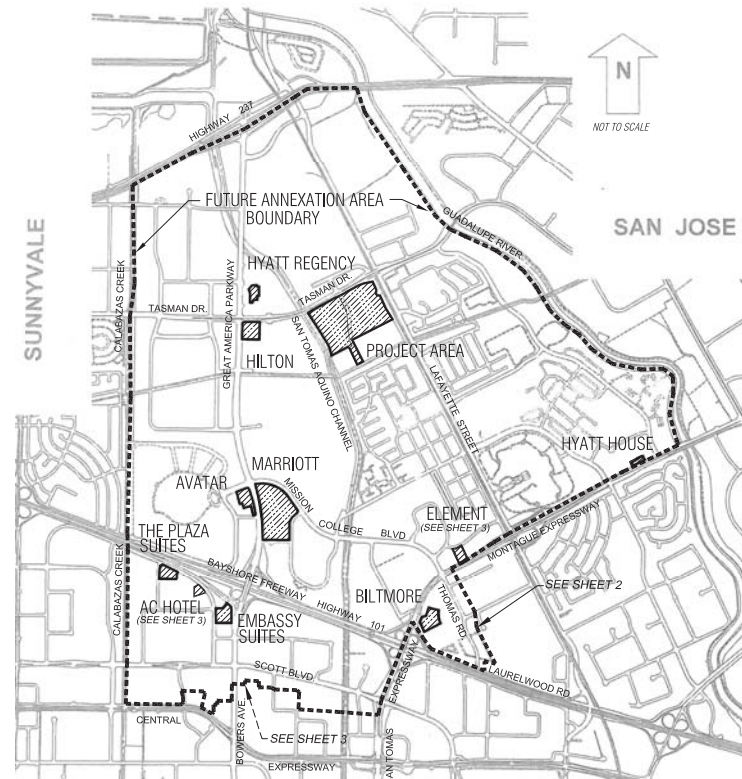 N
NOT TO SCALE
HIGHWAY 237
FUTURE ANNEXATION AREA
BOUNDARY
GUADALUPE RIVER
SAN JOSE
SUNNYVALE
CALABAZAS CREEK
HYATT REGENCY
GREAT AMERICA PARKWAY
TASMAN DR.
TASMAN DR.
HILTON
SAN TOMAS AQUINO CHANNEL
PROJECT AREA
LAFAYETTE STREET
HYATT HOUSE
MARRIOTT
AVATAR
MISSION
COLLEGE BLVD
ELEMENT
(SEE SHEET 3)
MONTAGUE EXPRESSWAY
THE PLAZA
SUITES
CALABAZAS CREEK
BAYSHORE FREEWAY
HIGHWAY 101
AC HOTEL
(SEE SHEET 3)
EMBASSY
SUITES
BILTMORE
THOMAS RD.
SEE SHEET 2
SCOTT BLVD
EXPRESSWAY
LAURELWOOD RD
CENTRAL
BOWERS AVE.
SEE SHEET 3
EXPRESSWAY
AN TOMAS